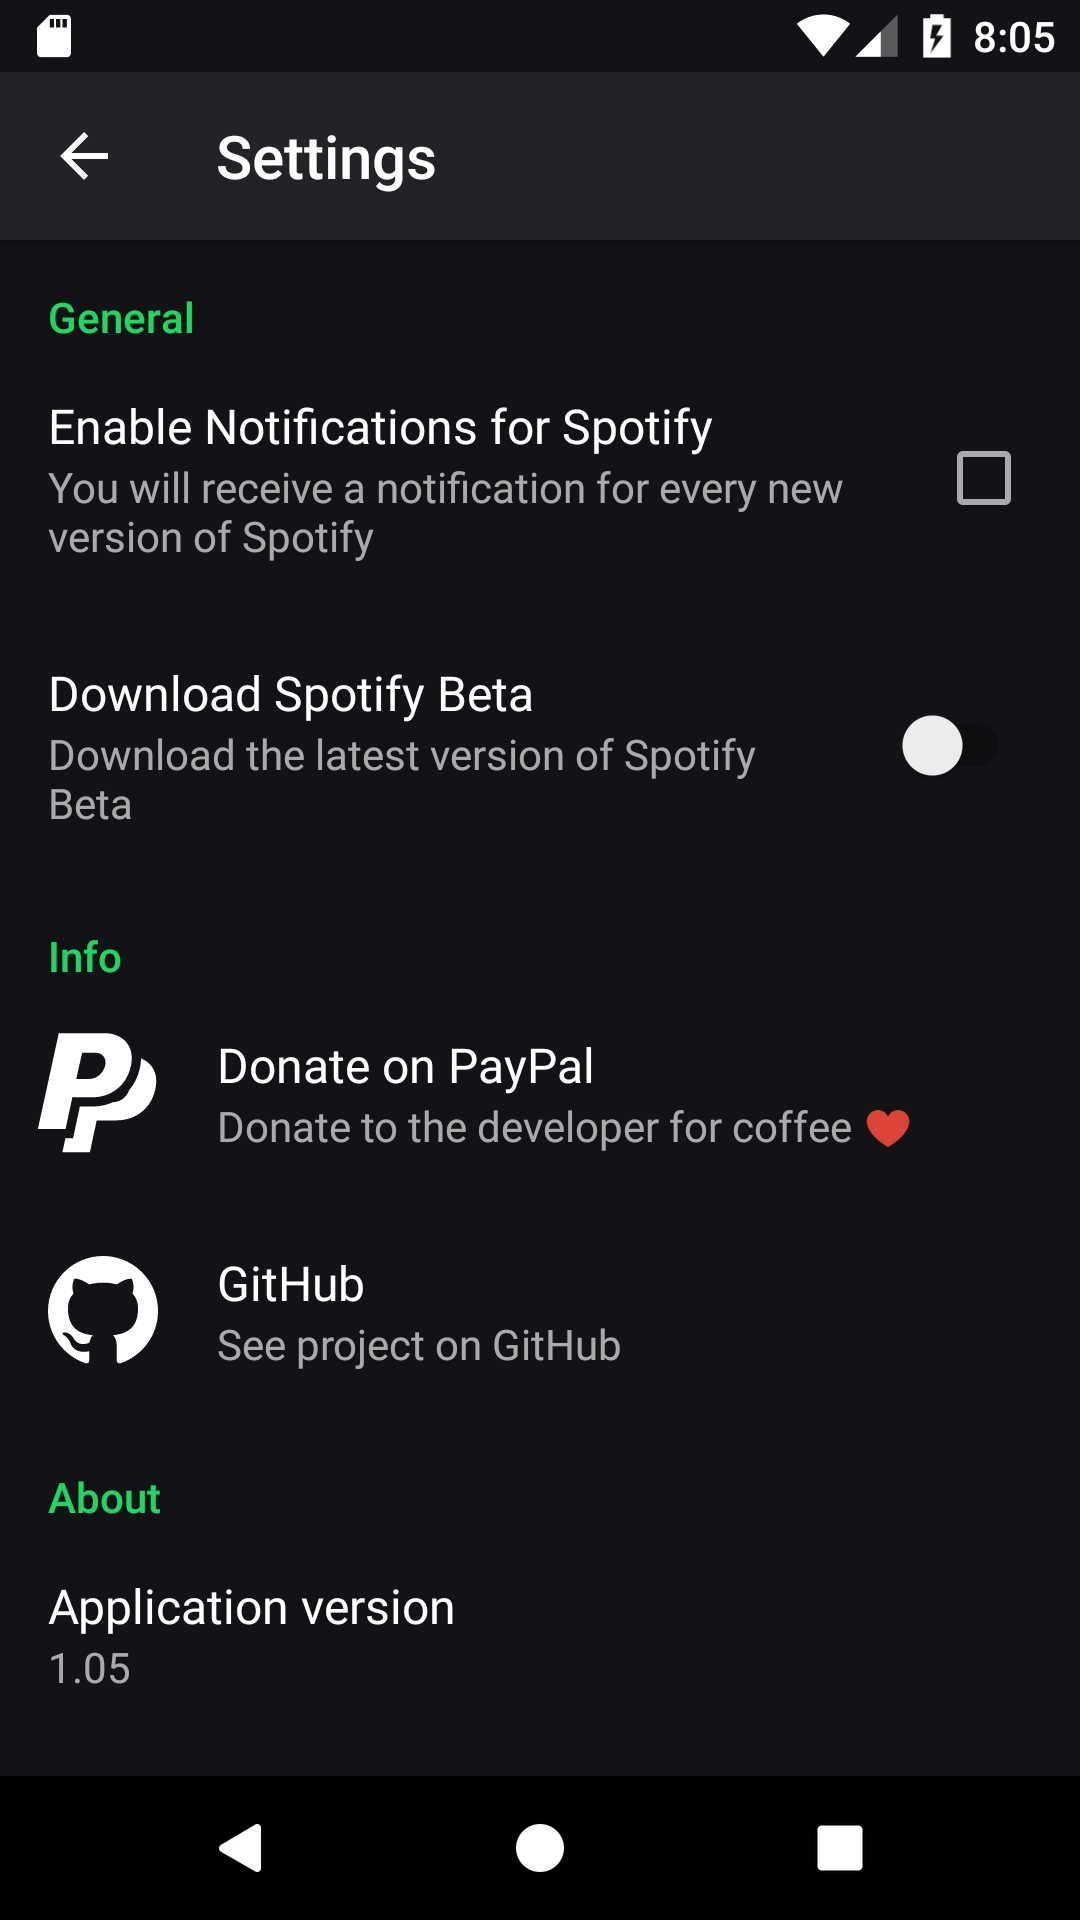 8:05
Settings
General
Enable Notifications for Spotify
You will receive a notification for every new
version of Spotify
Download Spotify Beta
Download the latest version of Spotify
Beta
Info
Donate on PayPal
Donate to the developer for coffee ❤️
GitHub
See project on GitHub
About
Application version
1.05